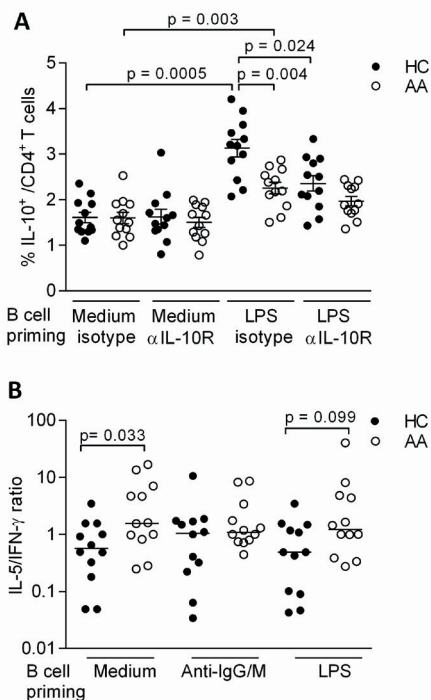 A
p = 0.003
p = 0.024
p = 0.0005
p = 0.004
HC
AA
% IL-10⁺ /CD4⁺ T cells
5
4
3
2
1
0
B cell priming
Medium isotype
Medium αIL-10R
LPS isotype
LPS αIL-10R
B
HC
AA
p= 0.033
p = 0.099
IL-5/IFN-γ ratio
100
10
1
0.1
0.01
B cell priming
Medium
Anti-IgG/M
LPS